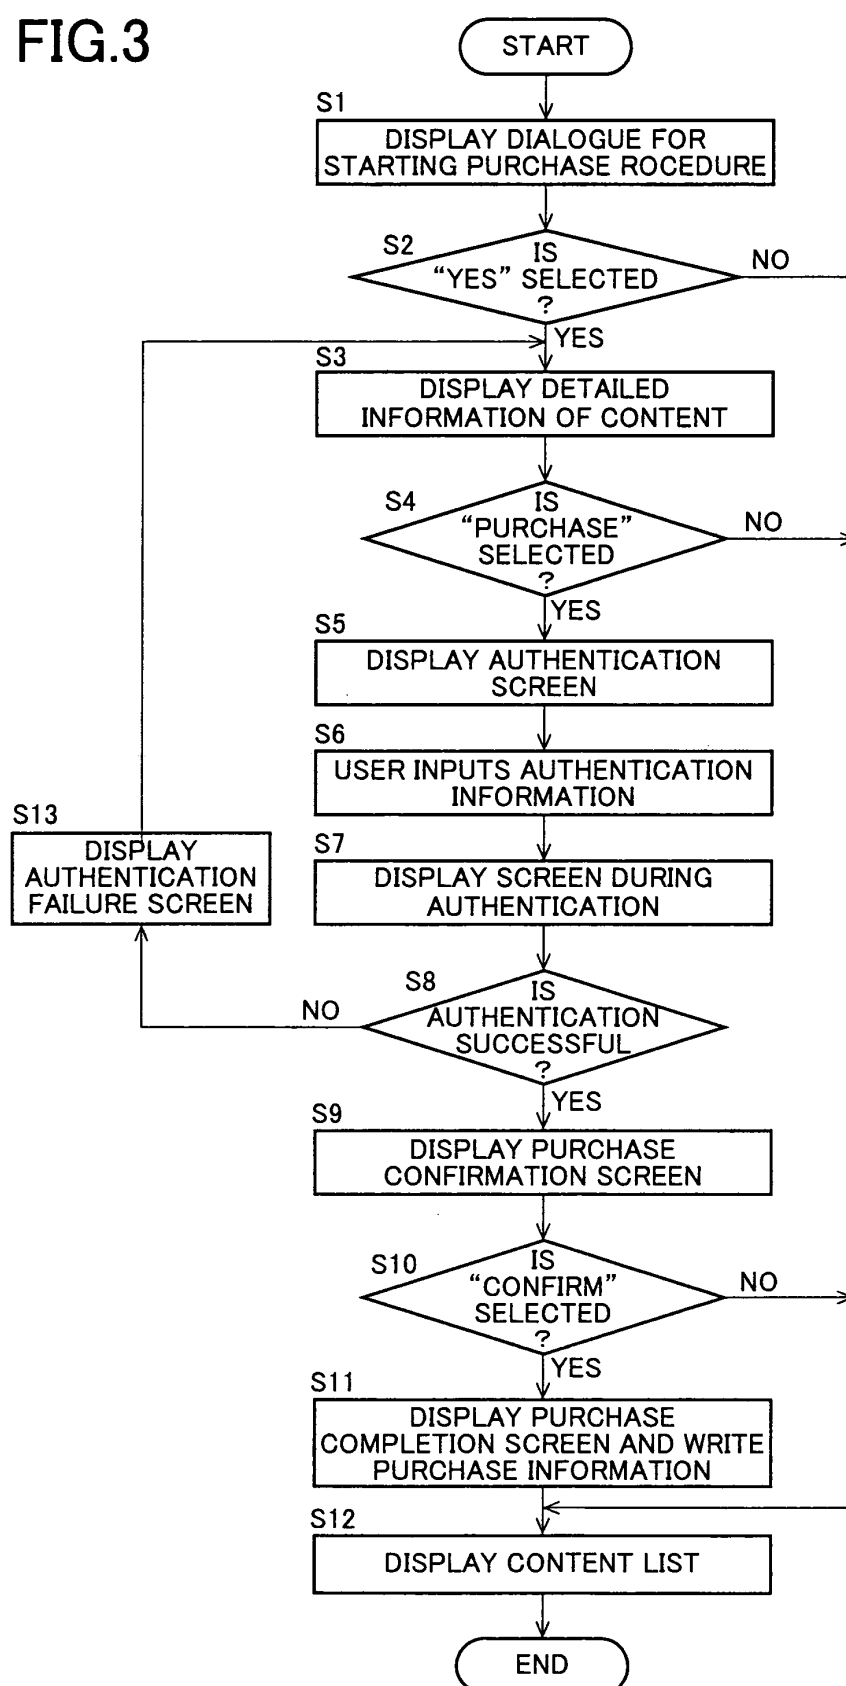 FIG.3
START
S1
DISPLAY DIALOGUE FOR
STARTING PURCHASE ROCEDURE
S2
IS
“YES” SELECTED
?
NO
YES
S3
DISPLAY DETAILED
INFORMATION OF CONTENT
S4
IS
“PURCHASE”
SELECTED
?
NO
YES
S5
DISPLAY AUTHENTICATION
SCREEN
S6
USER INPUTS AUTHENTICATION
INFORMATION
S13
DISPLAY
AUTHENTICATION
FAILURE SCREEN
S7
DISPLAY SCREEN DURING
AUTHENTICATION
S8
IS
AUTHENTICATION
SUCCESSFUL
?
NO
YES
S9
DISPLAY PURCHASE
CONFIRMATION SCREEN
S10
IS
“CONFIRM”
SELECTED
?
NO
YES
S11
DISPLAY PURCHASE
COMPLETION SCREEN AND WRITE
PURCHASE INFORMATION
S12
DISPLAY CONTENT LIST
END